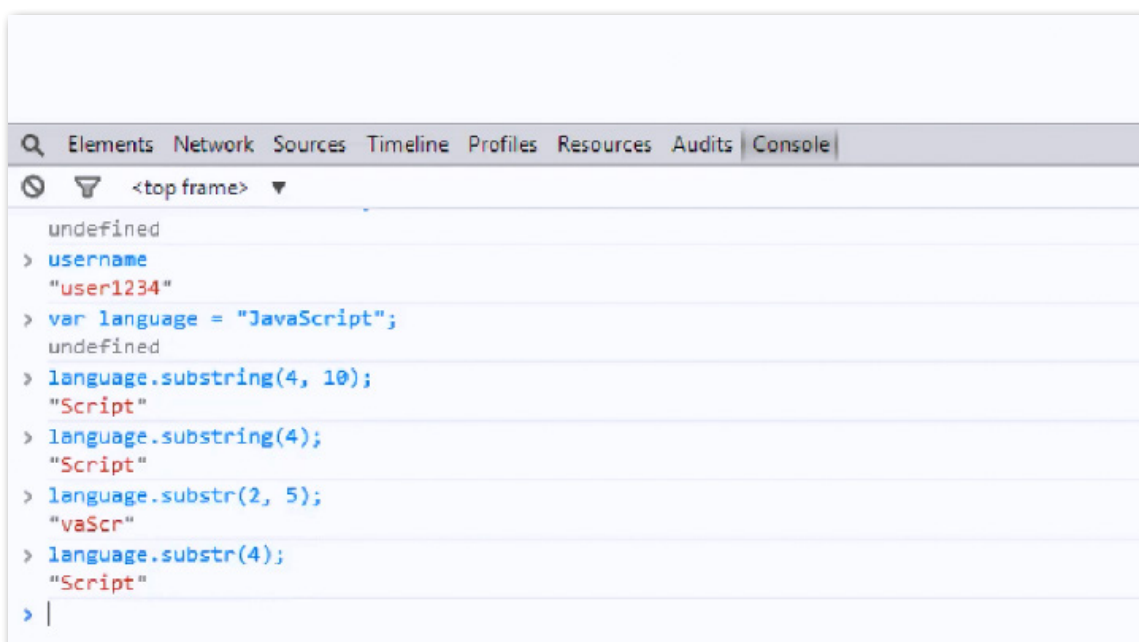 Elements Network Sources Timeline Profiles Resources Audits Console
<top frame> ▼
undefined
> username
"user1234"
> var language = "JavaScript";
undefined
> language.substring(4, 10);
"Script"
> language.substring(4);
"Script"
> language.substr(2, 5);
"vaScr"
> language.substr(4);
"Script"
>